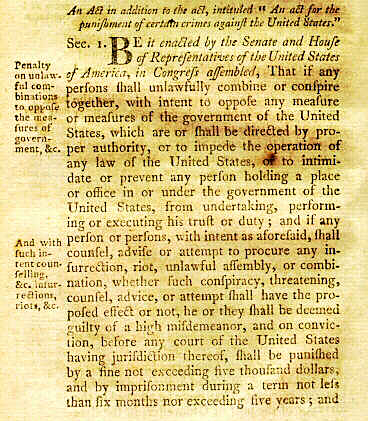 An Act in addition to the act, intituled " An act for the
punishment of certain crimes against the United States."
Sec. 1. BE it enacted by the Senate and House
of Representatives of the United States
of America, in Congress assembled, That if any
persons shall unlawfully combine or conspire
together, with intent to oppose any measure
or measures of the government of the United
States, which are or shall be directed by pro-
per authority, or to impede the operation of
any law of the United States, or to intimi-
date or prevent any person holding a place
or office in or under the government of the
United States, from undertaking, perform-
ing or executing his trust or duty; and if any
person or persons, with intent as aforesaid, shall
counsel, advise or attempt to procure any in-
surrection, riot, unlawful assembly, or combi-
nation, whether such conspiracy, threatening,
counsel, advice, or attempt shall have the pro-
posed effect or not, he or they shall be deemed
guilty of a high misdemeanor, and on convic-
tion, before any court of the United States
having jurisdiction thereof, shall be punished
by a fine not exceeding five thousand dollars,
and by imprisonment during a term not less
than six months nor exceeding five years; and
Penalty
on unlaw-
ful com-
binations
to oppose
the mea-
sures of
govern-
ment, &c.
And with
such in-
tent coun-
selling,
&c. insur-
rections,
riots, &c.